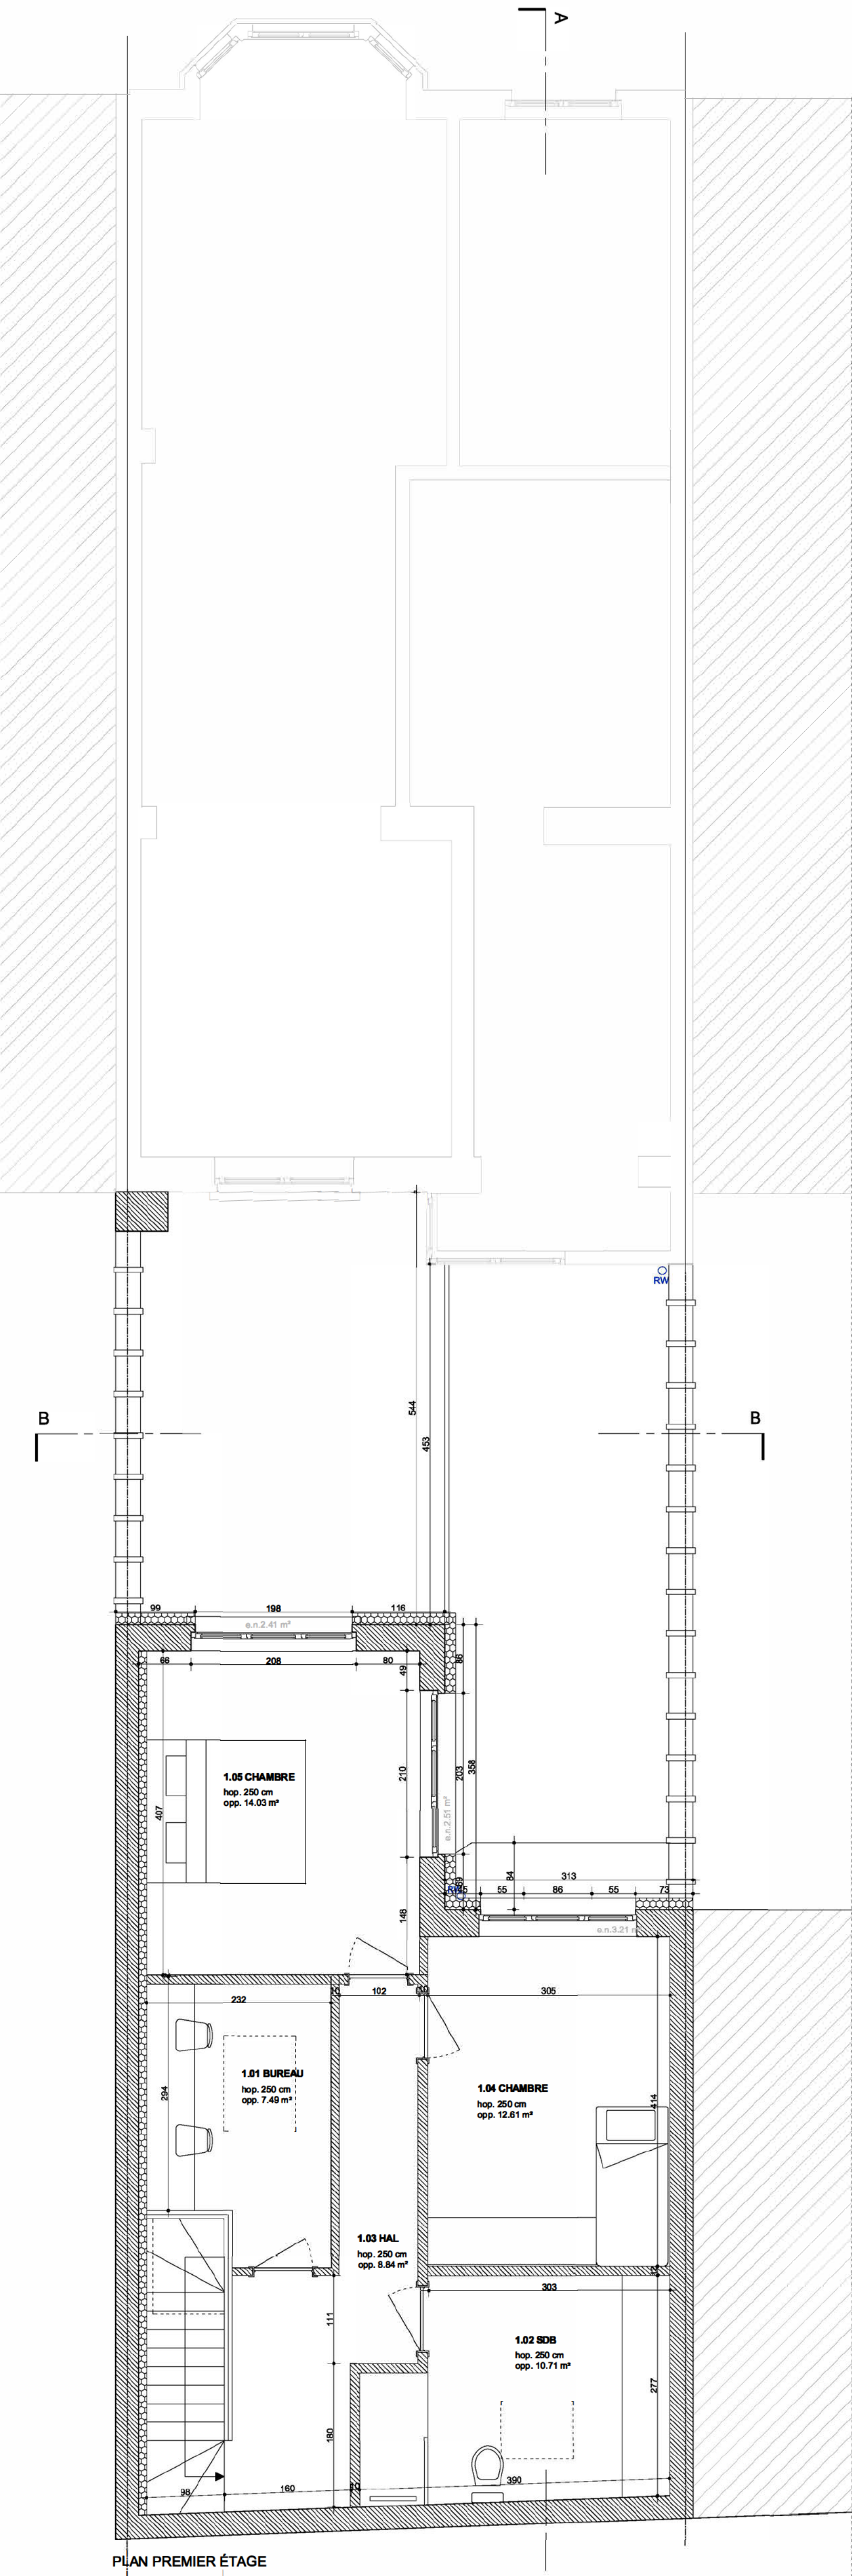 A
RW
544
B
B
453
99
198
116
e.n.2.41 m²
66
208
80
49
86
1.05 CHAMBRE
hop. 250 cm
opp. 14.03 m²
210
203
358
407
e.n.2.51 m²
84
313
55
86
55
73
148
e.n.3.21 m
232
102
305
1.01 BUREAU
hop. 250 cm
opp. 7.49 m²
294
1.04 CHAMBRE
hop. 250 cm
opp. 12.61 m²
414
1.03 HAL
hop. 250 cm
opp. 8.84 m²
303
111
1.02 SDB
hop. 250 cm
opp. 10.71 m²
277
180
98
160
10
390
PLAN PREMIER ÉTAGE